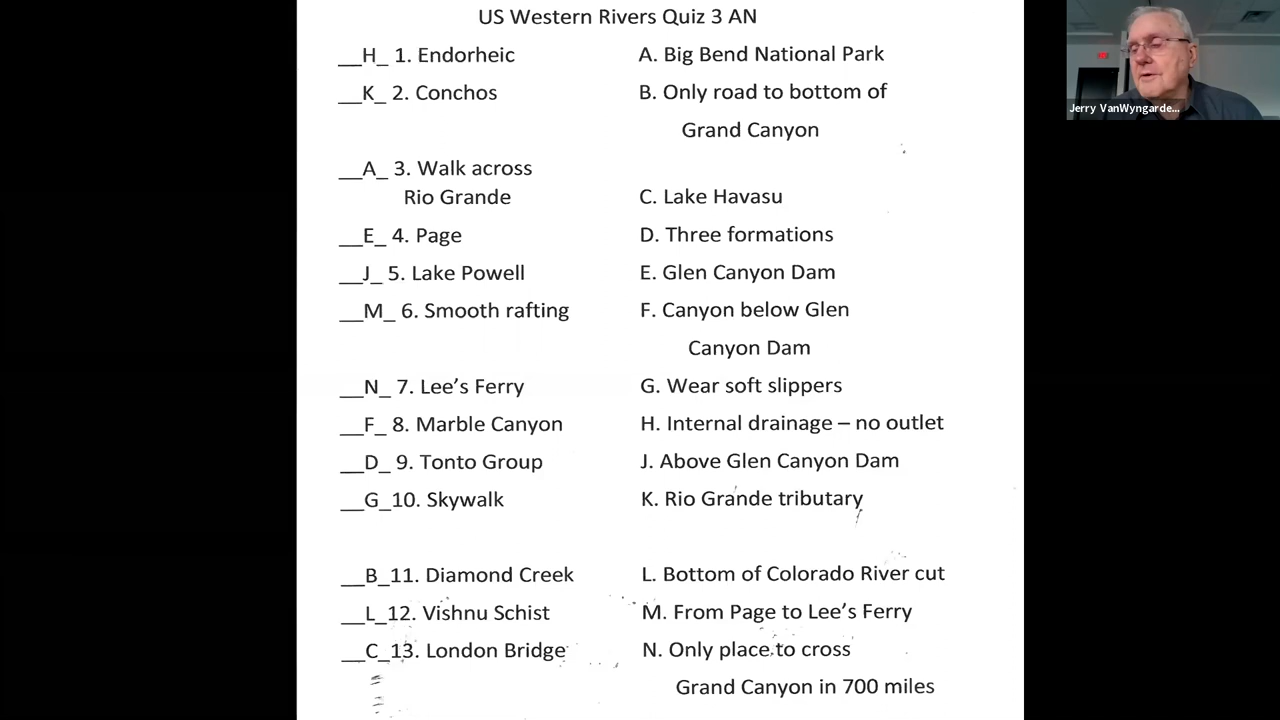 US Western Rivers Quiz 3 AN
__H_ 1. Endorheic A. Big Bend National Park
__K_ 2. Conchos B. Only road to bottom of
Grand Canyon
__A_ 3. Walk across
Rio Grande C. Lake Havasu
__E_ 4. Page D. Three formations
__J_ 5. Lake Powell E. Glen Canyon Dam
__M_ 6. Smooth rafting F. Canyon below Glen
Canyon Dam
__N_ 7. Lee’s Ferry G. Wear soft slippers
__F_ 8. Marble Canyon H. Internal drainage – no outlet
__D_ 9. Tonto Group J. Above Glen Canyon Dam
__G_10. Skywalk K. Rio Grande tributary
__B_11. Diamond Creek L. Bottom of Colorado River cut
__L_12. Vishnu Schist M. From Page to Lee’s Ferry
__C_13. London Bridge N. Only place to cross
Grand Canyon in 700 miles
Jerry VanWyngarde...